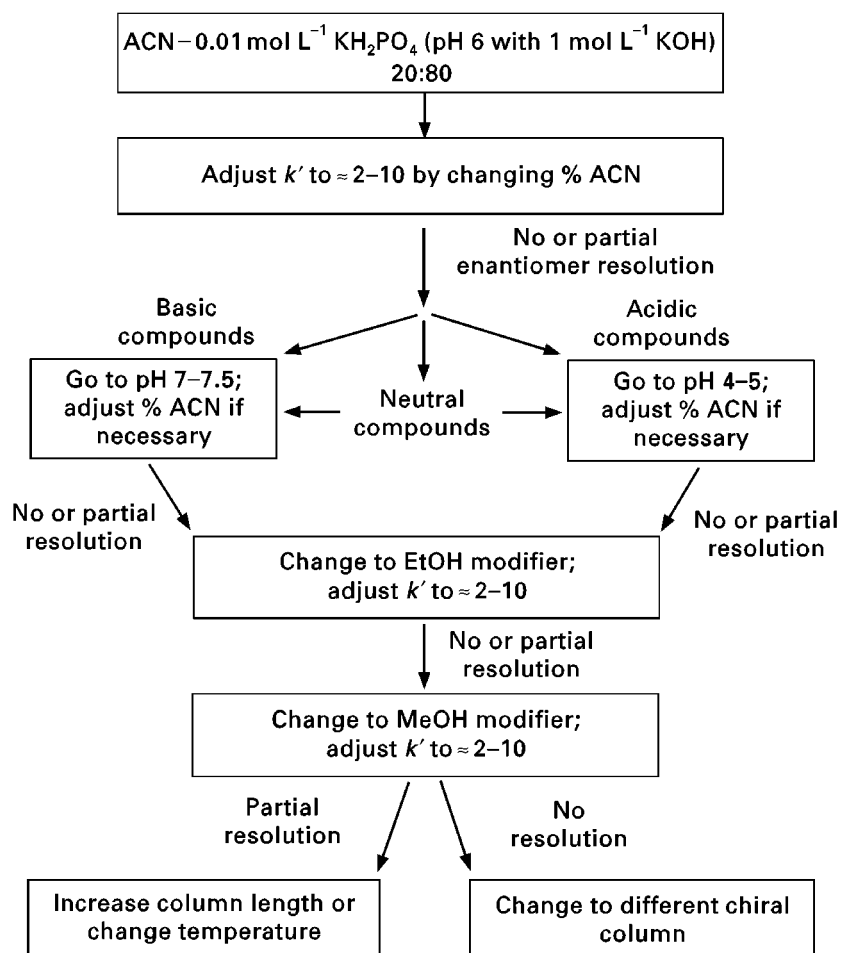 ACN–0.01 mol L⁻¹ KH₂PO₄ (pH 6 with 1 mol L⁻¹ KOH)
20:80
Adjust k′ to ≈ 2–10 by changing % ACN
No or partial
enantiomer resolution
Basic
compounds
Acidic
compounds
Go to pH 7–7.5;
adjust % ACN if
necessary
Neutral
compounds
Go to pH 4–5;
adjust % ACN if
necessary
No or partial
resolution
No or partial
resolution
Change to EtOH modifier;
adjust k′ to ≈ 2–10
No or partial
resolution
Change to MeOH modifier;
adjust k′ to ≈ 2–10
Partial
resolution
No
resolution
Increase column length or
change temperature
Change to different chiral
column